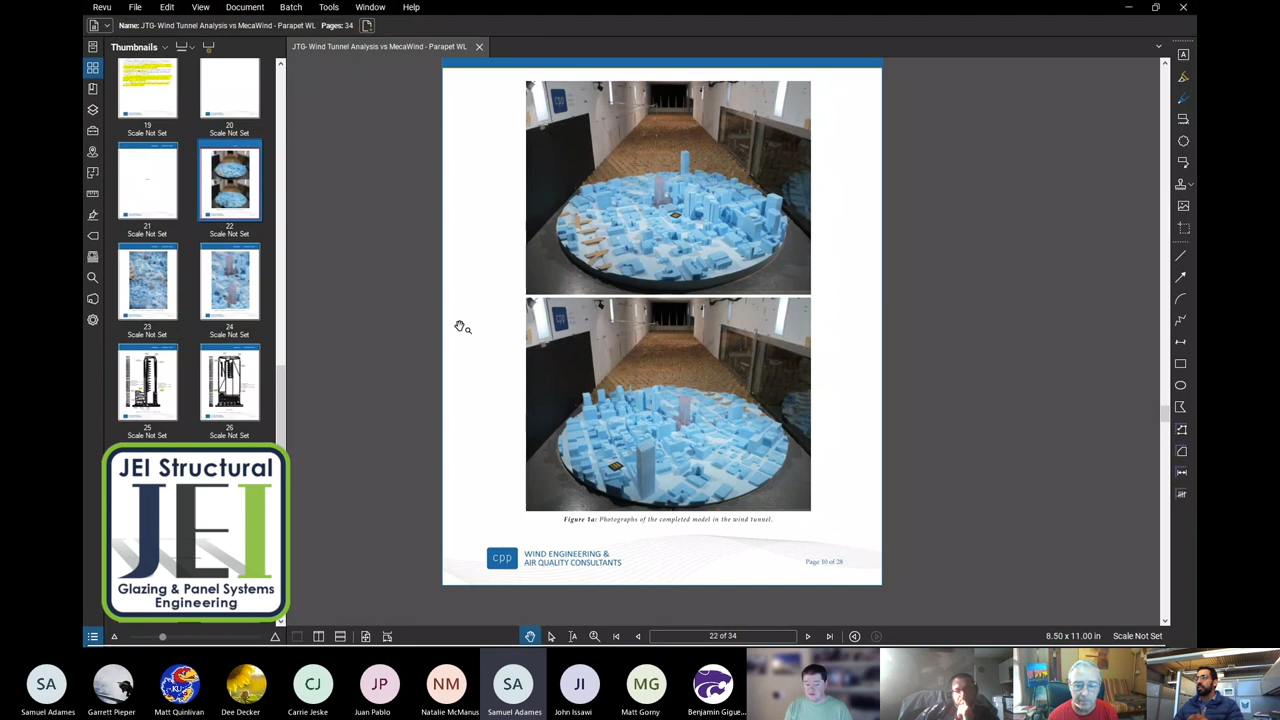 Revu File Edit View Document Batch Tools Window Help
Name: JTG- Wind Tunnel Analysis vs MecaWind - Parapet WL Pages: 34
Thumbnails
JTG- Wind Tunnel Analysis vs MecaWind - Parapet WL
19
Scale Not Set
20
Scale Not Set
21
Scale Not Set
22
Scale Not Set
23
Scale Not Set
24
Scale Not Set
25
Scale Not Set
26
Scale Not Set
cpp
cpp
Figure 1a: Photographs of the completed model in the wind tunnel.
cpp
WIND ENGINEERING &
AIR QUALITY CONSULTANTS
Page 10 of 28
JEI Structural
JEI
Glazing & Panel Systems
Engineering
22 of 34
8.50 x 11.00 in
Scale Not Set
SA
JP
CJ
NM
SA
JI
MG
Samuel Adames
Garrett Pieper
Matt Quinlivan
Dee Decker
Carrie Jeske
Juan Pablo
Natalie McManus
Samuel Adames
John Issawi
Matt Gorny
Benjamin Gigue...